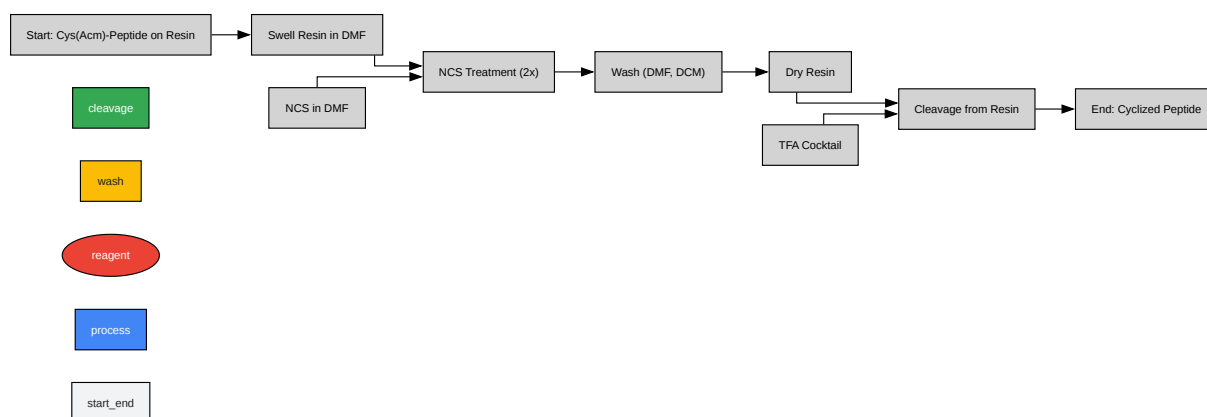 Start: Cys(Acm)-Peptide on Resin
Swell Resin in DMF
NCS in DMF
NCS Treatment (2x)
Wash (DMF, DCM)
Dry Resin
TFA Cocktail
Cleavage from Resin
End: Cyclized Peptide
cleavage
wash
reagent
process
start_end